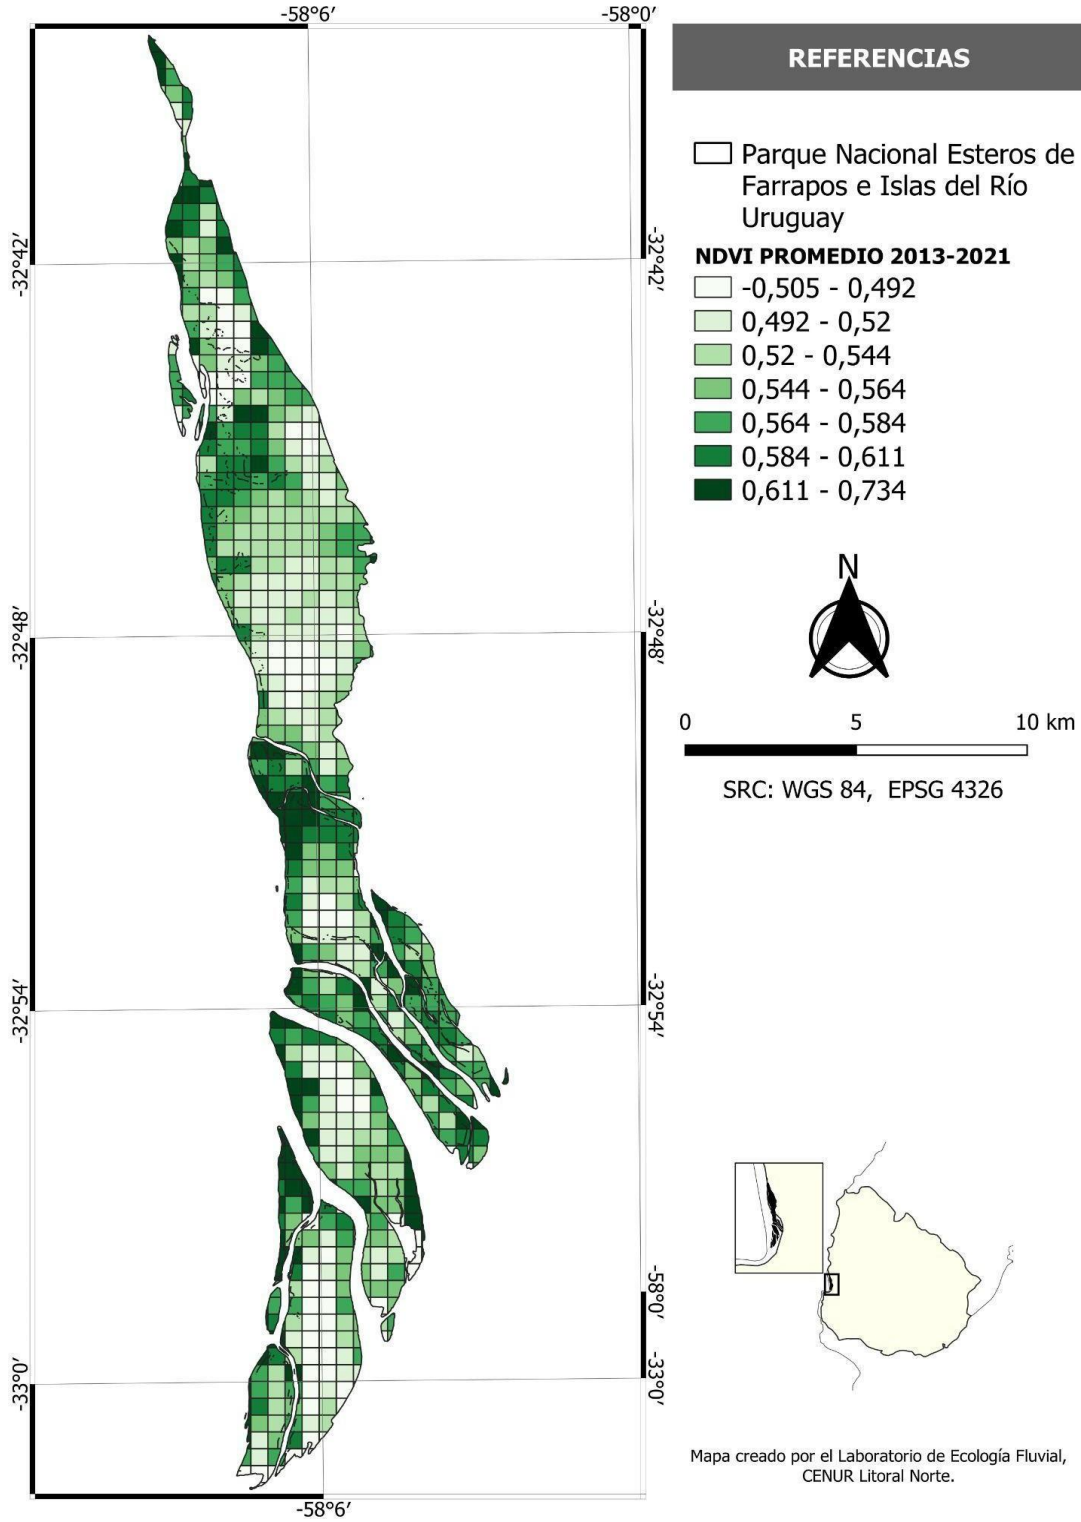 -58°6′
-58°0′
-32°42′
-32°48′
-32°54′
-33°0′
-32°42′
-32°48′
-32°54′
-58°0′
-33°0′
-58°6′
REFERENCIAS
Parque Nacional Esteros de
Farrapos e Islas del Río
Uruguay
NDVI PROMEDIO 2013-2021
-0,505 - 0,492
0,492 - 0,52
0,52 - 0,544
0,544 - 0,564
0,564 - 0,584
0,584 - 0,611
0,611 - 0,734
N
0 5 10 km
SRC: WGS 84, EPSG 4326
Mapa creado por el Laboratorio de Ecología Fluvial,
CENUR Litoral Norte.